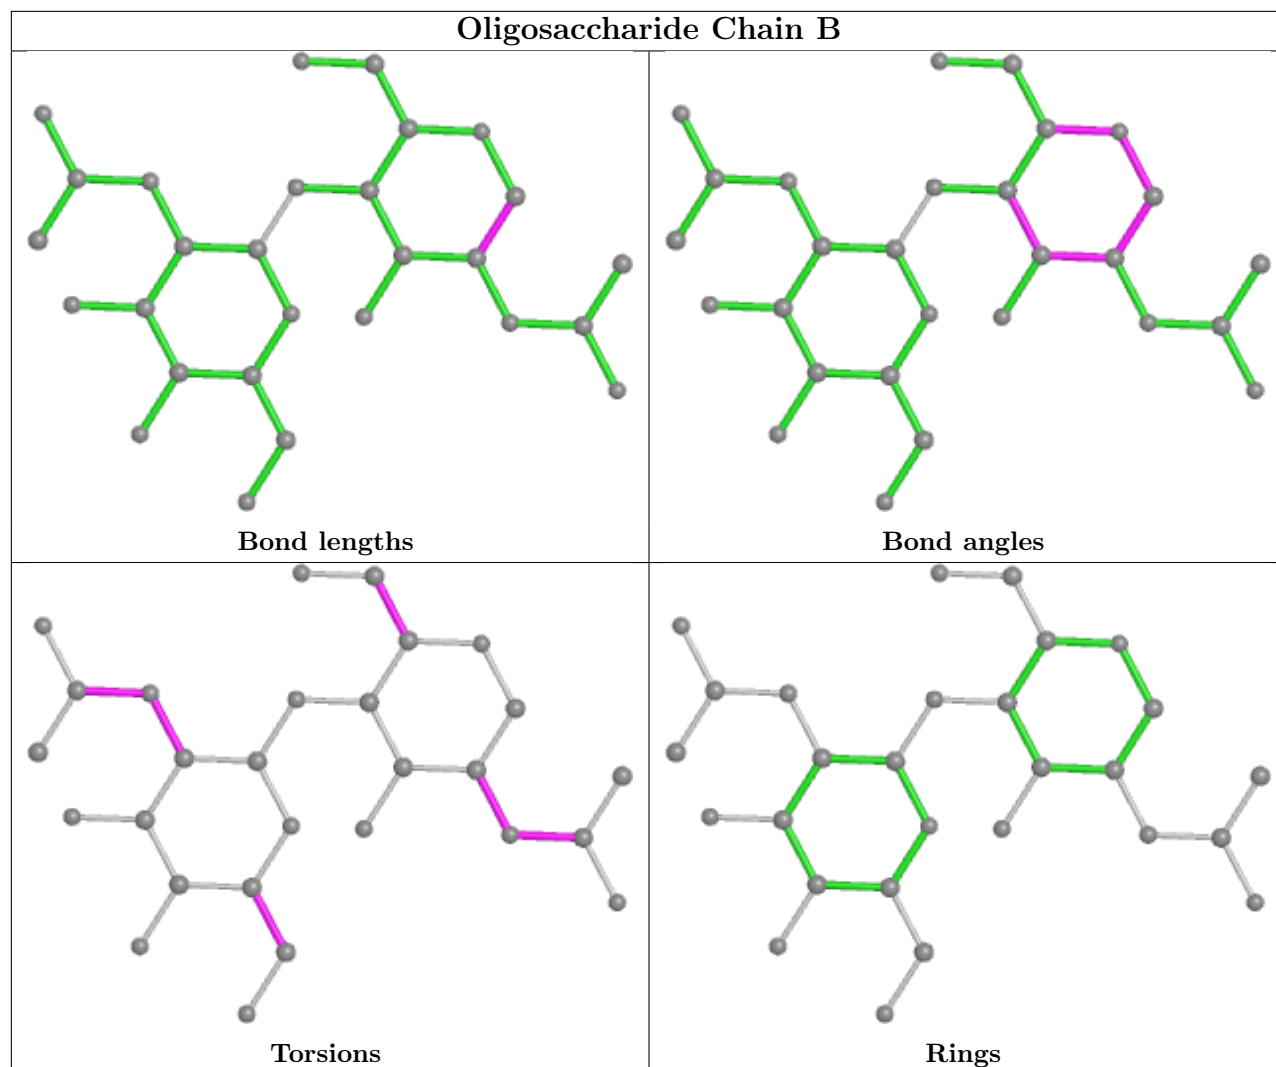 Oligosaccharide Chain B
Bond lengths
Bond angles
Torsions
Rings